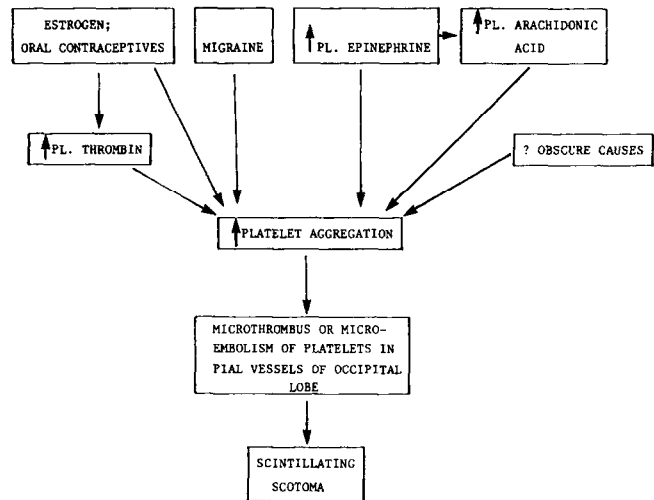 ESTROGEN;
ORAL CONTRACEPTIVES
MIGRAINE
PL. EPINEPHRINE
PL. ARACHIDONIC
ACID
PL. THROMBIN
? OBSCURE CAUSES
PLATELET AGGREGATION
MICROTHROMBUS OR MICRO-
EMBOLISM OF PLATELETS IN
PIAL VESSELS OF OCCIPITAL
LOBE
SCINTILLATING
SCOTOMA